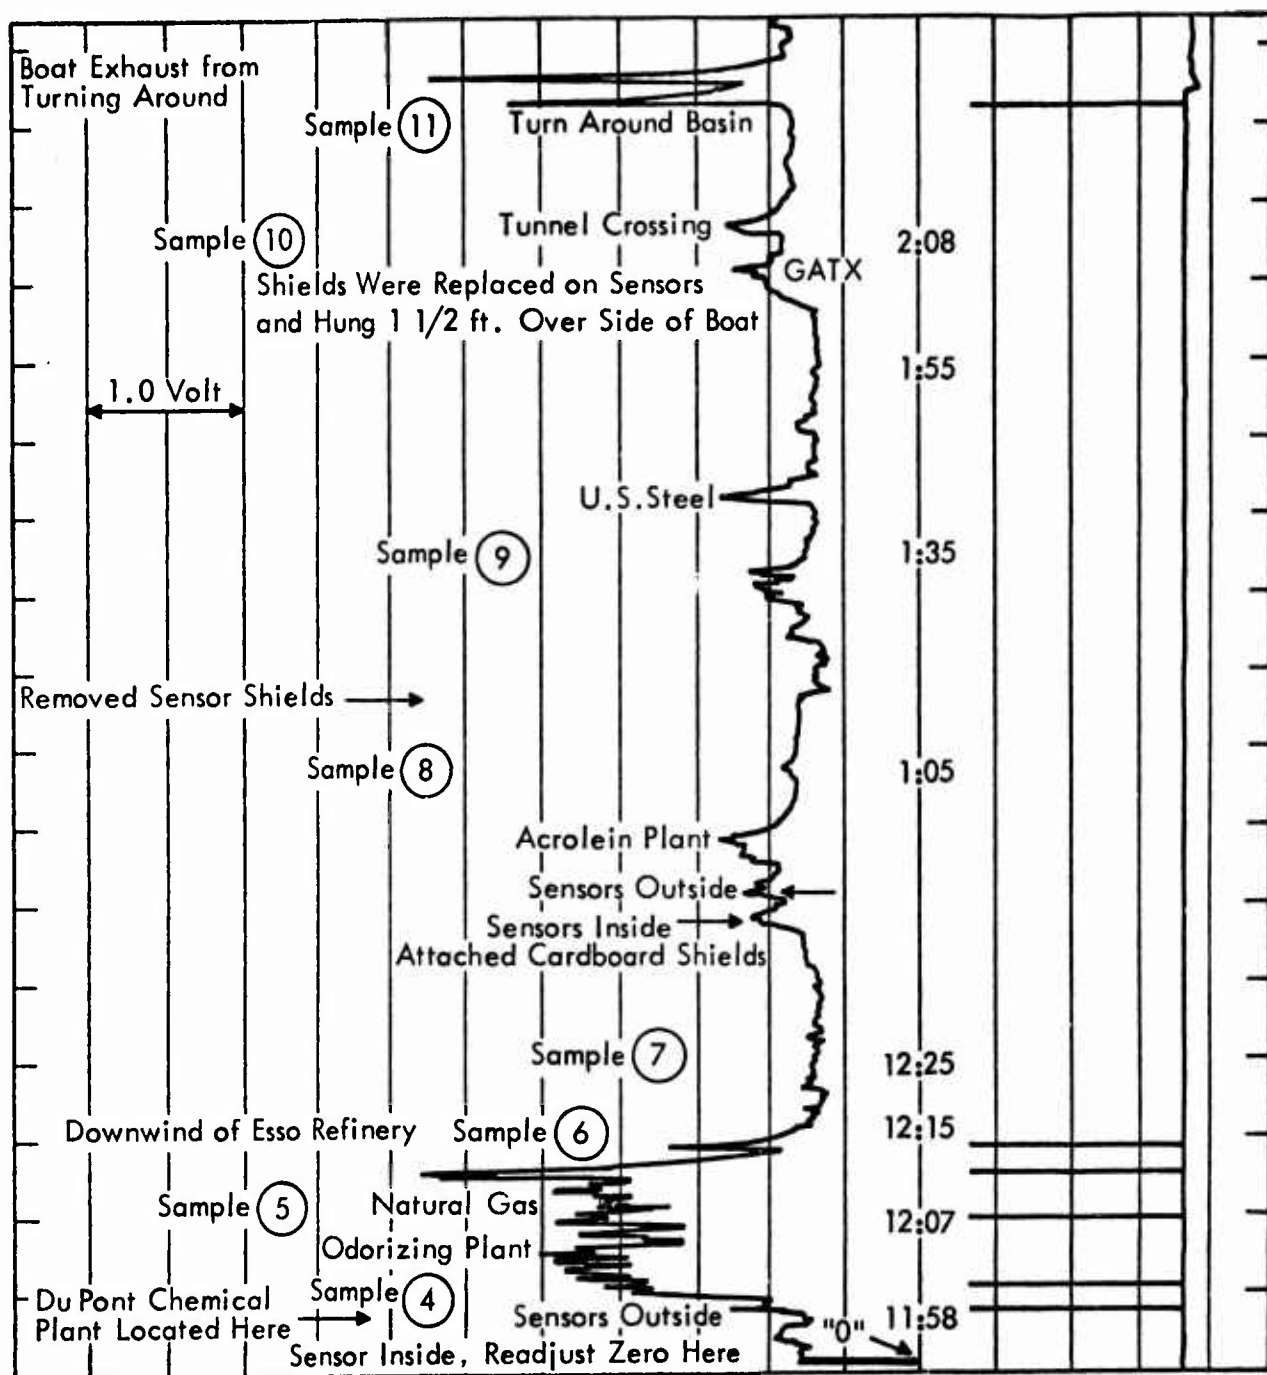 Boat Exhaust from
Turning Around
Sample 11
Turn Around Basin
Tunnel Crossing
Sample 10
2:08
GATX
Shields Were Replaced on Sensors
and Hung 1 1/2 ft. Over Side of Boat
1:55
1.0 Volt
U.S.Steel
Sample 9
1:35
Removed Sensor Shields
Sample 8
1:05
Acrolein Plant
Sensors Outside
Sensors Inside
Attached Cardboard Shields
Sample 7
12:25
Downwind of Esso Refinery
Sample 6
12:15
Sample 5
Natural Gas
12:07
Odorizing Plant
Sample 4
Du Pont Chemical
Plant Located Here
Sensors Outside
"0"
11:58
Sensor Inside, Readjust Zero Here